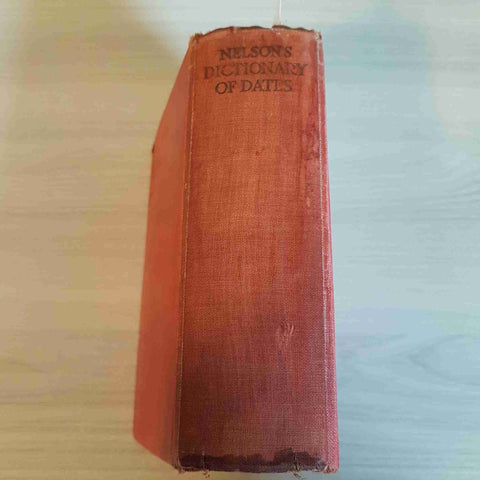 NELSON'S
DICTIONARY
OF DATES